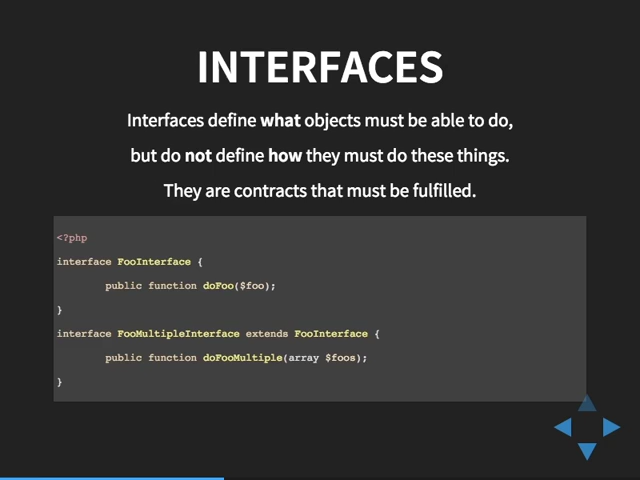 INTERFACES
Interfaces define what objects must be able to do,
but do not define how they must do these things.
They are contracts that must be fulfilled.
<?php
interface FooInterface {
public function doFoo($foo);
}
interface FooMultipleInterface extends FooInterface {
public function doFooMultiple(array $foos);
}